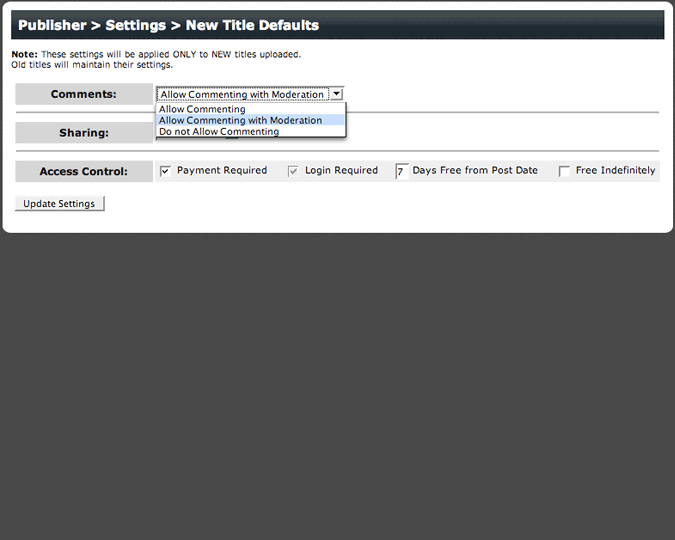 Publisher > Settings > New Title Defaults
Note: These settings will be applied ONLY to NEW titles uploaded.
Old titles will maintain their settings.
Comments: Allow Commenting with Moderation
Allow Commenting
Allow Commenting with Moderation
Do not Allow Commenting
Sharing:
Access Control: Payment Required Login Required 7 Days Free from Post Date Free Indefinitely
Update Settings